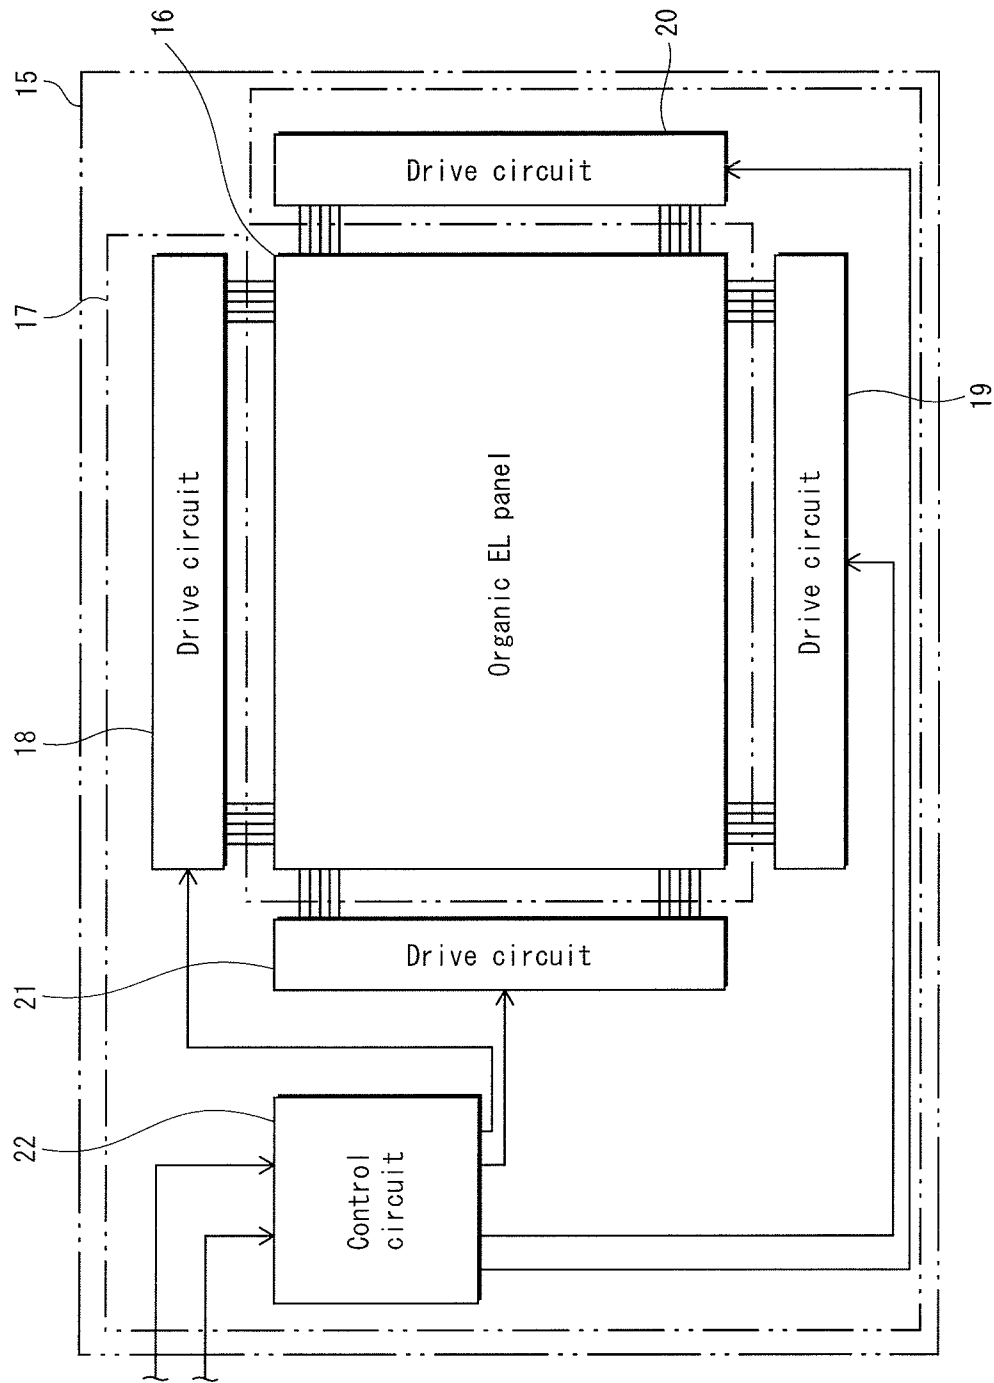 15
16
20
Drive circuit
17
18
Drive circuit
Organic EL panel
Drive circuit
19
21
Drive circuit
22
Control
circuit